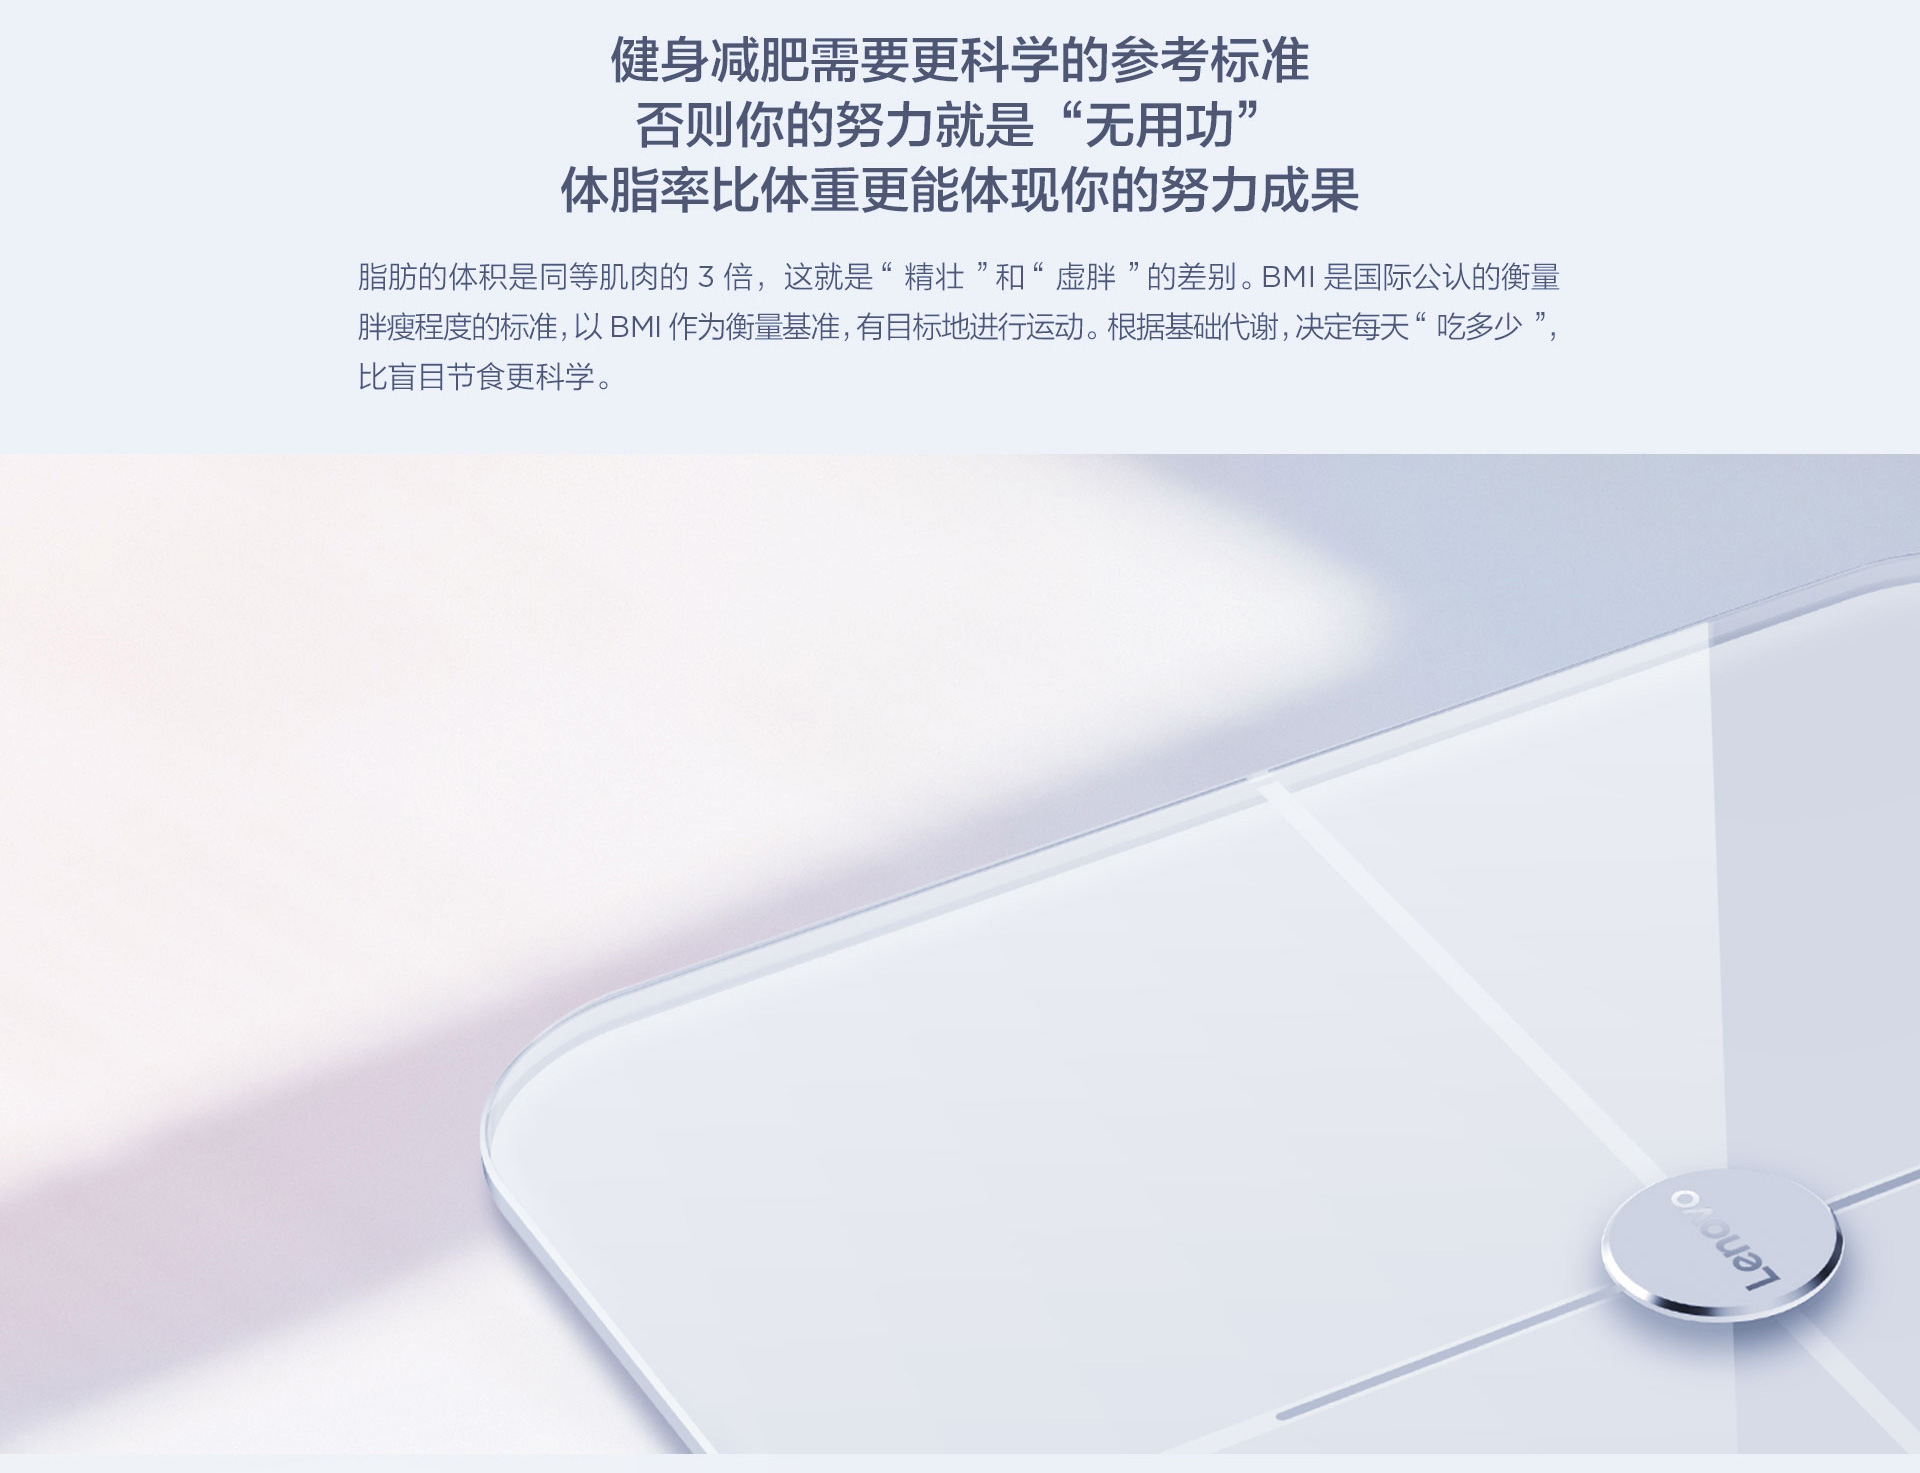 健身减肥需要更科学的参考标准
否则你的努力就是“无用功”
体脂率比体重更能体现你的努力成果
脂肪的体积是同等肌肉的 3 倍，这就是“ 精壮 ”和“ 虚胖 ”的差别。BMI 是国际公认的衡量
胖瘦程度的标准，以 BMI 作为衡量基准，有目标地进行运动。根据基础代谢，决定每天“ 吃多少 ”，
比盲目节食更科学。
Lenovo